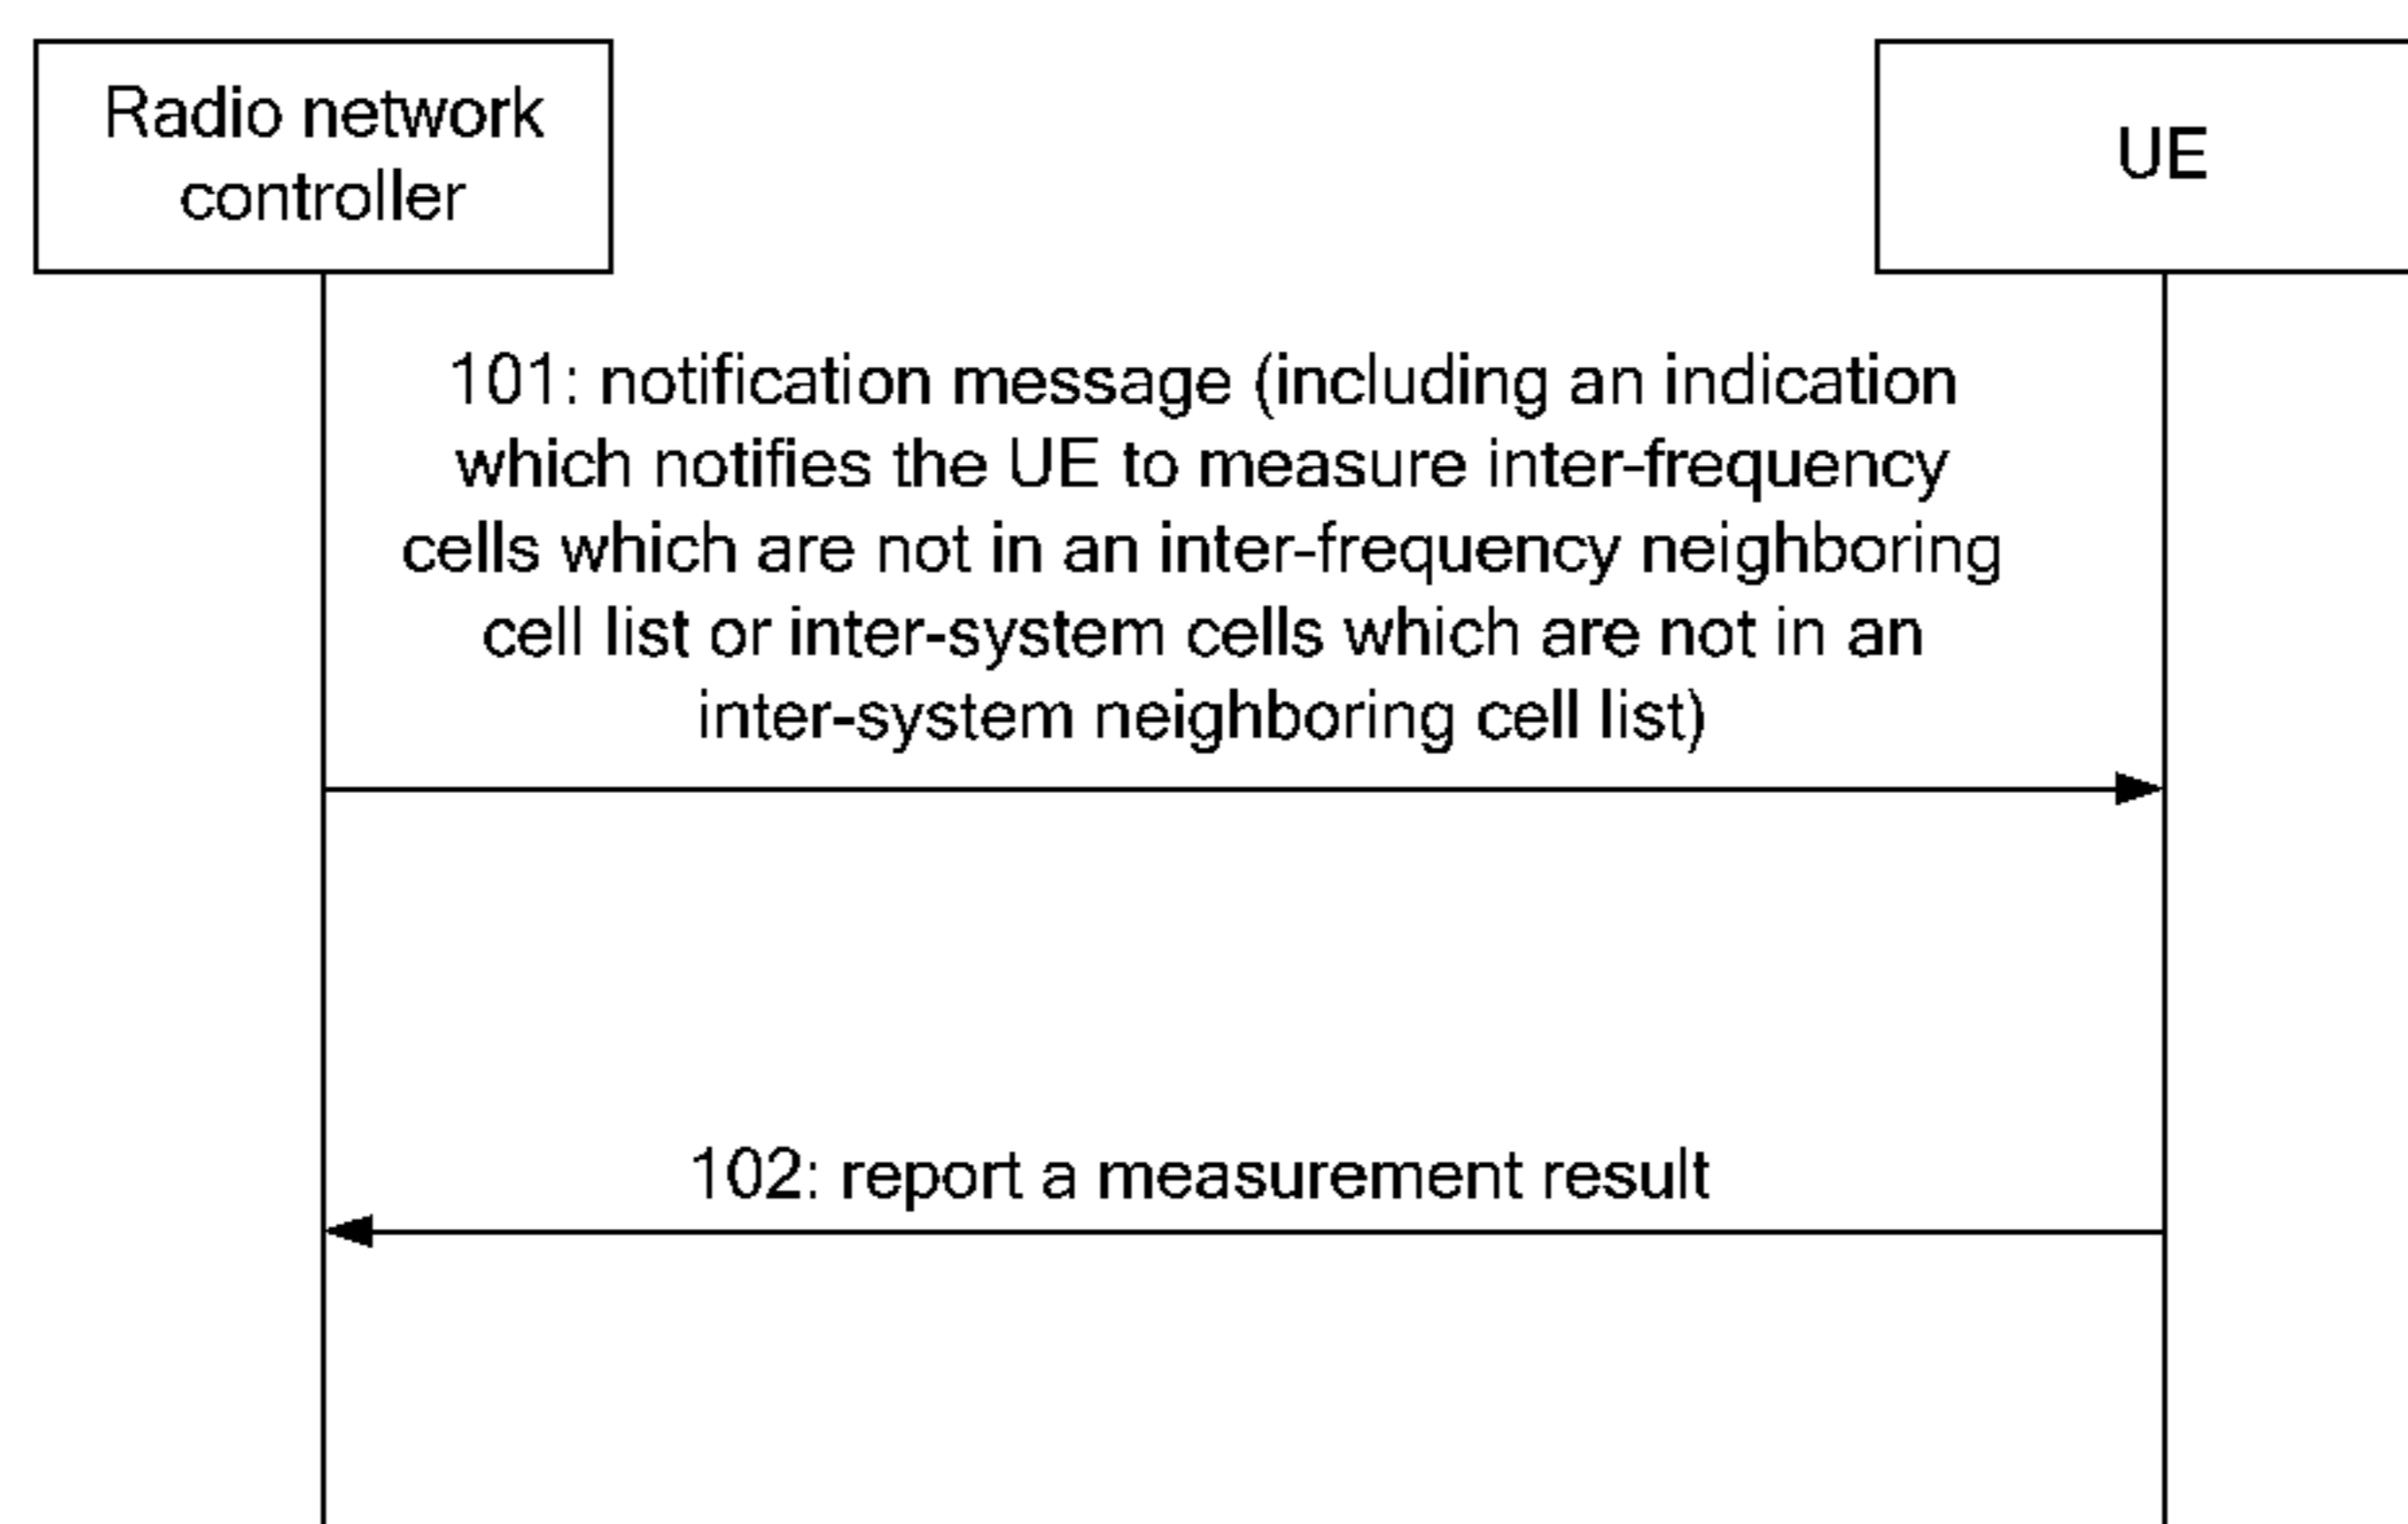 Radio network
controller
UE
101: notification message (including an indication
which notifies the UE to measure inter-frequency
cells which are not in an inter-frequency neighboring
cell list or inter-system cells which are not in an
inter-system neighboring cell list)
102: report a measurement result